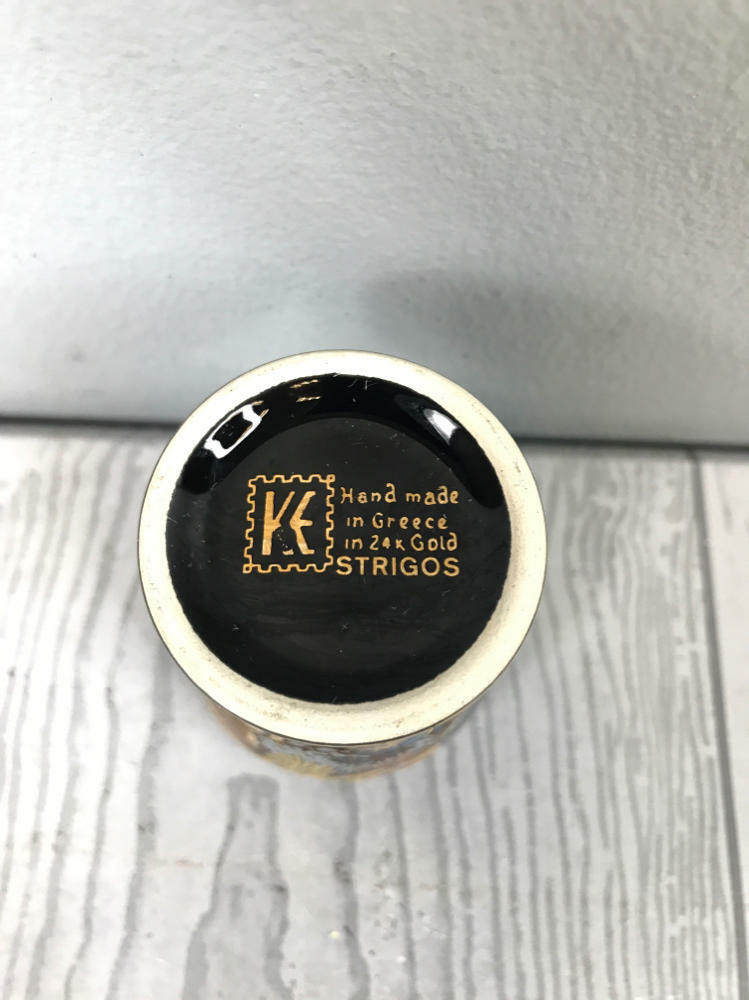 KE
Hand made
in Greece
in 24k Gold
STRIGOS